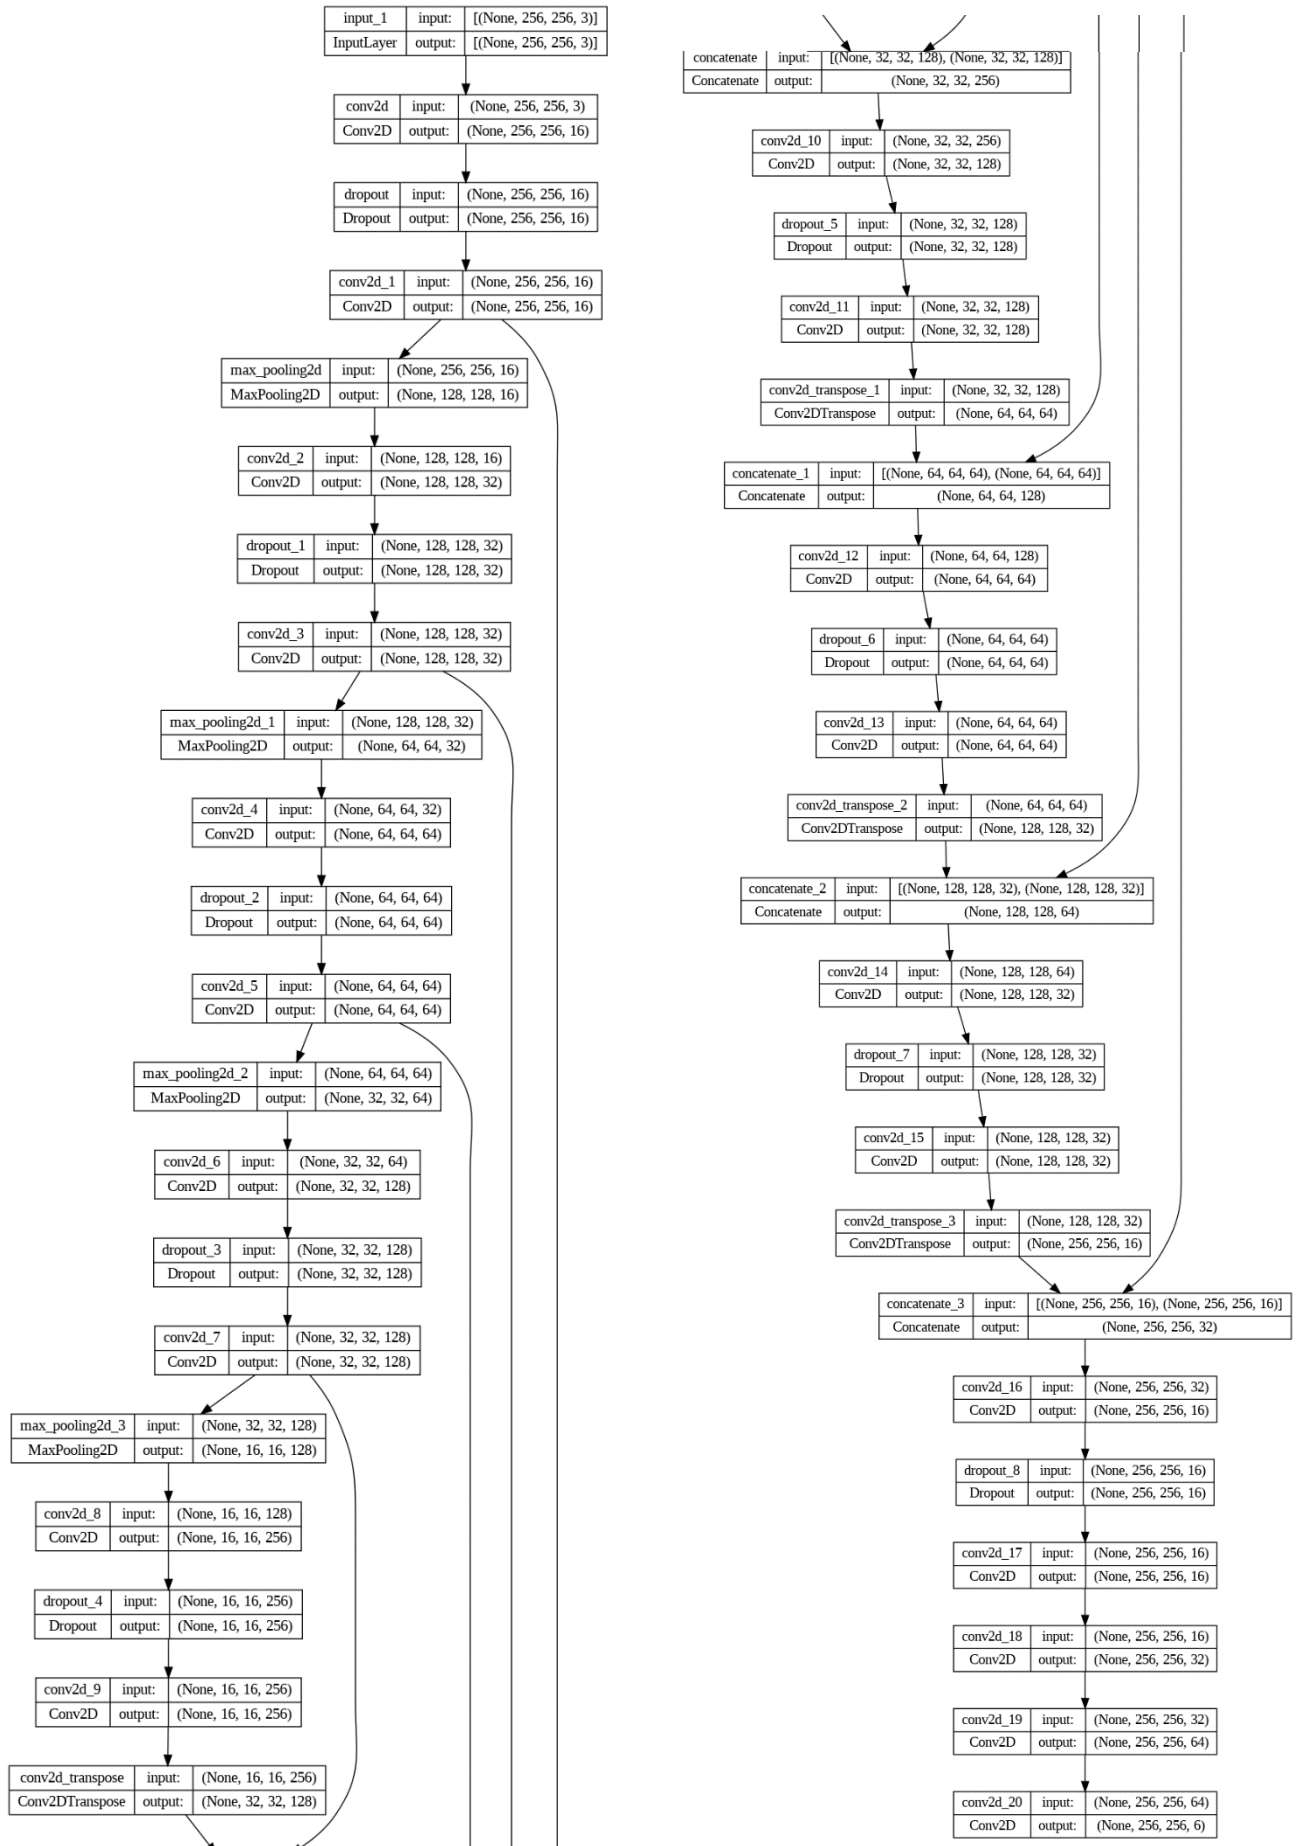 input_1 input: [(None, 256, 256, 3)]
InputLayer output: [(None, 256, 256, 3)]
conv2d input: (None, 256, 256, 3)
Conv2D output: (None, 256, 256, 16)
dropout input: (None, 256, 256, 16)
Dropout output: (None, 256, 256, 16)
conv2d_1 input: (None, 256, 256, 16)
Conv2D output: (None, 256, 256, 16)
max_pooling2d input: (None, 256, 256, 16)
MaxPooling2D output: (None, 128, 128, 16)
conv2d_2 input: (None, 128, 128, 16)
Conv2D output: (None, 128, 128, 32)
dropout_1 input: (None, 128, 128, 32)
Dropout output: (None, 128, 128, 32)
conv2d_3 input: (None, 128, 128, 32)
Conv2D output: (None, 128, 128, 32)
max_pooling2d_1 input: (None, 128, 128, 32)
MaxPooling2D output: (None, 64, 64, 32)
conv2d_4 input: (None, 64, 64, 32)
Conv2D output: (None, 64, 64, 64)
dropout_2 input: (None, 64, 64, 64)
Dropout output: (None, 64, 64, 64)
conv2d_5 input: (None, 64, 64, 64)
Conv2D output: (None, 64, 64, 64)
max_pooling2d_2 input: (None, 64, 64, 64)
MaxPooling2D output: (None, 32, 32, 64)
conv2d_6 input: (None, 32, 32, 64)
Conv2D output: (None, 32, 32, 128)
dropout_3 input: (None, 32, 32, 128)
Dropout output: (None, 32, 32, 128)
conv2d_7 input: (None, 32, 32, 128)
Conv2D output: (None, 32, 32, 128)
max_pooling2d_3 input: (None, 32, 32, 128)
MaxPooling2D output: (None, 16, 16, 128)
conv2d_8 input: (None, 16, 16, 128)
Conv2D output: (None, 16, 16, 256)
dropout_4 input: (None, 16, 16, 256)
Dropout output: (None, 16, 16, 256)
conv2d_9 input: (None, 16, 16, 256)
Conv2D output: (None, 16, 16, 256)
conv2d_transpose input: (None, 16, 16, 256)
Conv2DTranspose output: (None, 32, 32, 128)
concatenate input: [(None, 32, 32, 128), (None, 32, 32, 128)]
Concatenate output: (None, 32, 32, 256)
conv2d_10 input: (None, 32, 32, 256)
Conv2D output: (None, 32, 32, 128)
dropout_5 input: (None, 32, 32, 128)
Dropout output: (None, 32, 32, 128)
conv2d_11 input: (None, 32, 32, 128)
Conv2D output: (None, 32, 32, 128)
conv2d_transpose_1 input: (None, 32, 32, 128)
Conv2DTranspose output: (None, 64, 64, 64)
concatenate_1 input: [(None, 64, 64, 64), (None, 64, 64, 64)]
Concatenate output: (None, 64, 64, 128)
conv2d_12 input: (None, 64, 64, 128)
Conv2D output: (None, 64, 64, 64)
dropout_6 input: (None, 64, 64, 64)
Dropout output: (None, 64, 64, 64)
conv2d_13 input: (None, 64, 64, 64)
Conv2D output: (None, 64, 64, 64)
conv2d_transpose_2 input: (None, 64, 64, 64)
Conv2DTranspose output: (None, 128, 128, 32)
concatenate_2 input: [(None, 128, 128, 32), (None, 128, 128, 32)]
Concatenate output: (None, 128, 128, 64)
conv2d_14 input: (None, 128, 128, 64)
Conv2D output: (None, 128, 128, 32)
dropout_7 input: (None, 128, 128, 32)
Dropout output: (None, 128, 128, 32)
conv2d_15 input: (None, 128, 128, 32)
Conv2D output: (None, 128, 128, 32)
conv2d_transpose_3 input: (None, 128, 128, 32)
Conv2DTranspose output: (None, 256, 256, 16)
concatenate_3 input: [(None, 256, 256, 16), (None, 256, 256, 16)]
Concatenate output: (None, 256, 256, 32)
conv2d_16 input: (None, 256, 256, 32)
Conv2D output: (None, 256, 256, 16)
dropout_8 input: (None, 256, 256, 16)
Dropout output: (None, 256, 256, 16)
conv2d_17 input: (None, 256, 256, 16)
Conv2D output: (None, 256, 256, 16)
conv2d_18 input: (None, 256, 256, 16)
Conv2D output: (None, 256, 256, 32)
conv2d_19 input: (None, 256, 256, 32)
Conv2D output: (None, 256, 256, 64)
conv2d_20 input: (None, 256, 256, 64)
Conv2D output: (None, 256, 256, 6)